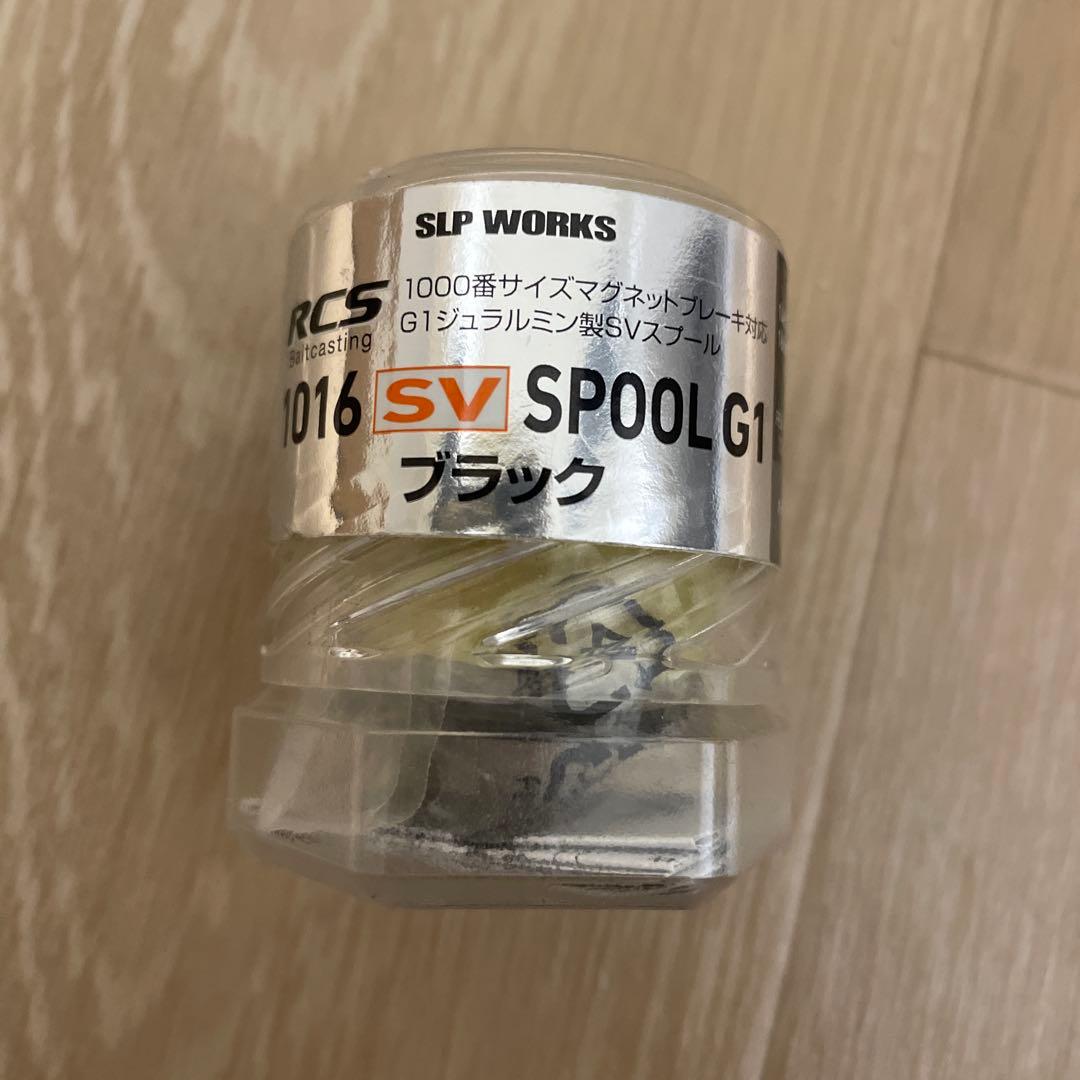 SLP WORKS
RCS
Baitcasting
1000番サイズマグネットブレーキ対応
G1ジュラルミン製SVスプール
1016 SV SPOOL G1
ブラック